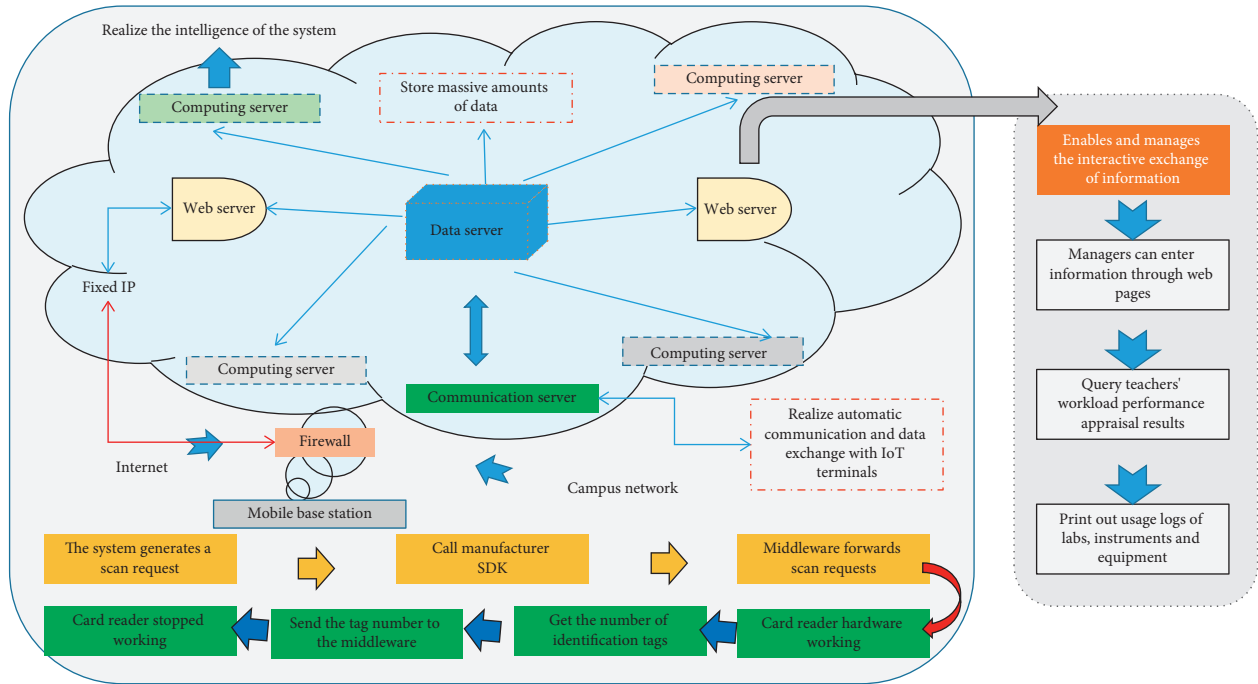 Realize the intelligence of the system
Computing server
Store massive amounts
of data
Computing server
Enables and manages
the interactive exchange
of information
Web server
Data server
Web server
Managers can enter
information through web
pages
Fixed IP
Computing server
Computing server
Communication server
Query teachers'
workload performance
appraisal results
Realize automatic
communication and data
exchange with IoT
terminals
Firewall
Internet
Campus network
Mobile base station
Print out usage logs of
labs, instruments and
equipment
The system generates a
scan request
Call manufacturer
SDK
Middleware forwards
scan requests
Card reader stopped
working
Send the tag number to
the middleware
Get the number of
identification tags
Card reader hardware
working